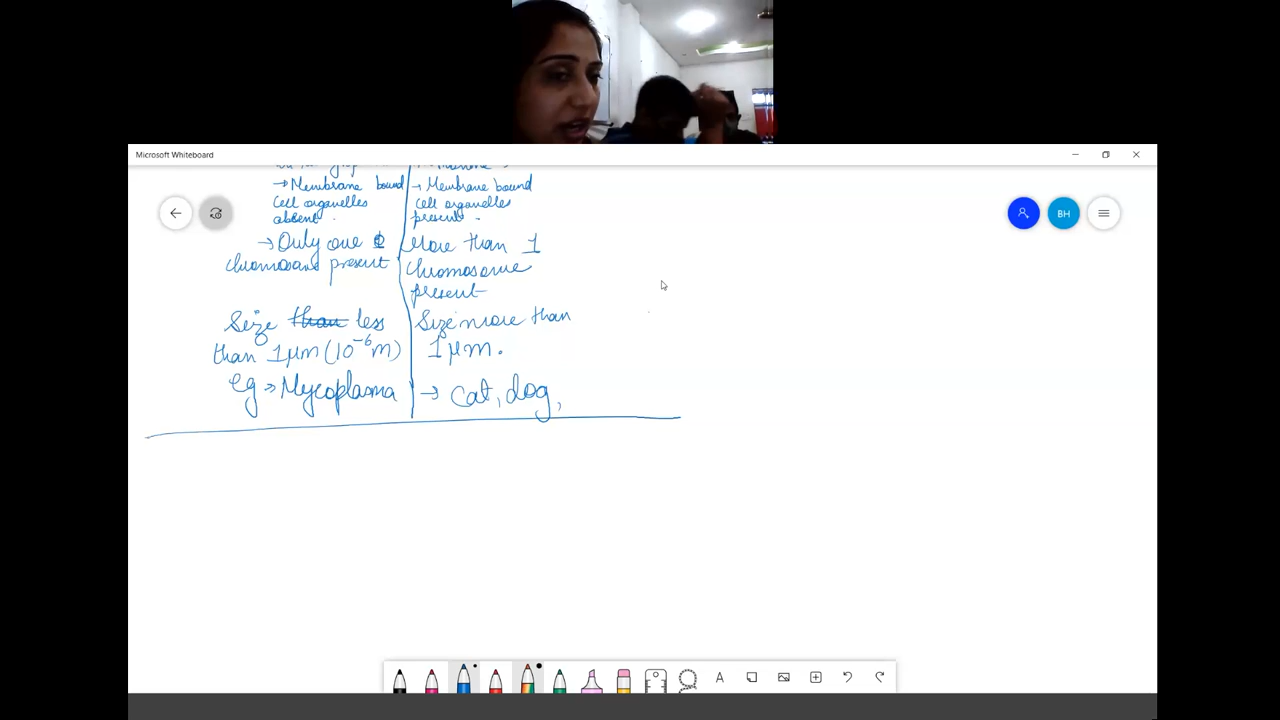 Microsoft Whiteboard
BH
→ Membrane bound
cell organelles
absent.
→ Only one
chromosome present
Size than less
than 1μm (10⁻⁶m)
eg → Mycoplasma
→ Membrane bound
cell organelles
present.
More than 1
chromosome
present
Size more than
1μm.
→ cat, dog,
A